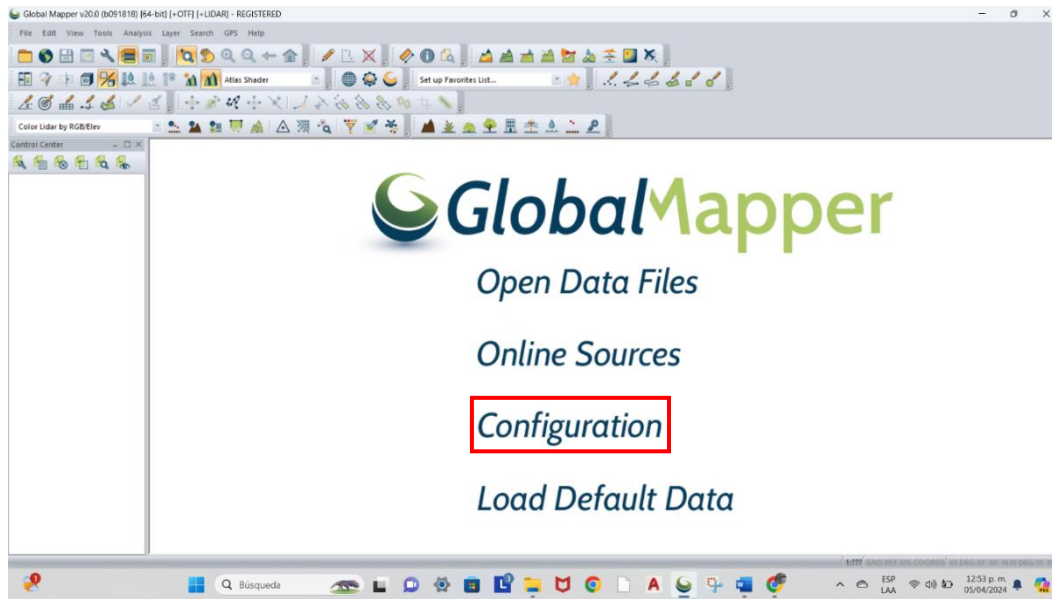 Global Mapper v20.0 (b091818) [64-bit] [+OTF] [+LIDAR] - REGISTERED
File Edit View Tools Analysis Layer Search GPS Help
Atlas Shader
Set up Favorites List...
Color Lidar by RGB/Elev
Control Center
GlobalMapper
Open Data Files
Online Sources
Configuration
Load Default Data
1:???
Búsqueda
ESP
LAA
12:53 p. m.
05/04/2024